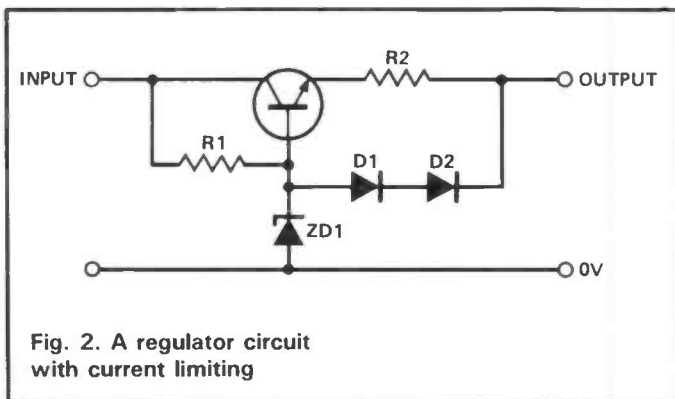 INPUT
R2
OUTPUT
R1
D1
D2
ZD1
0V
Fig. 2. A regulator circuit
with current limiting